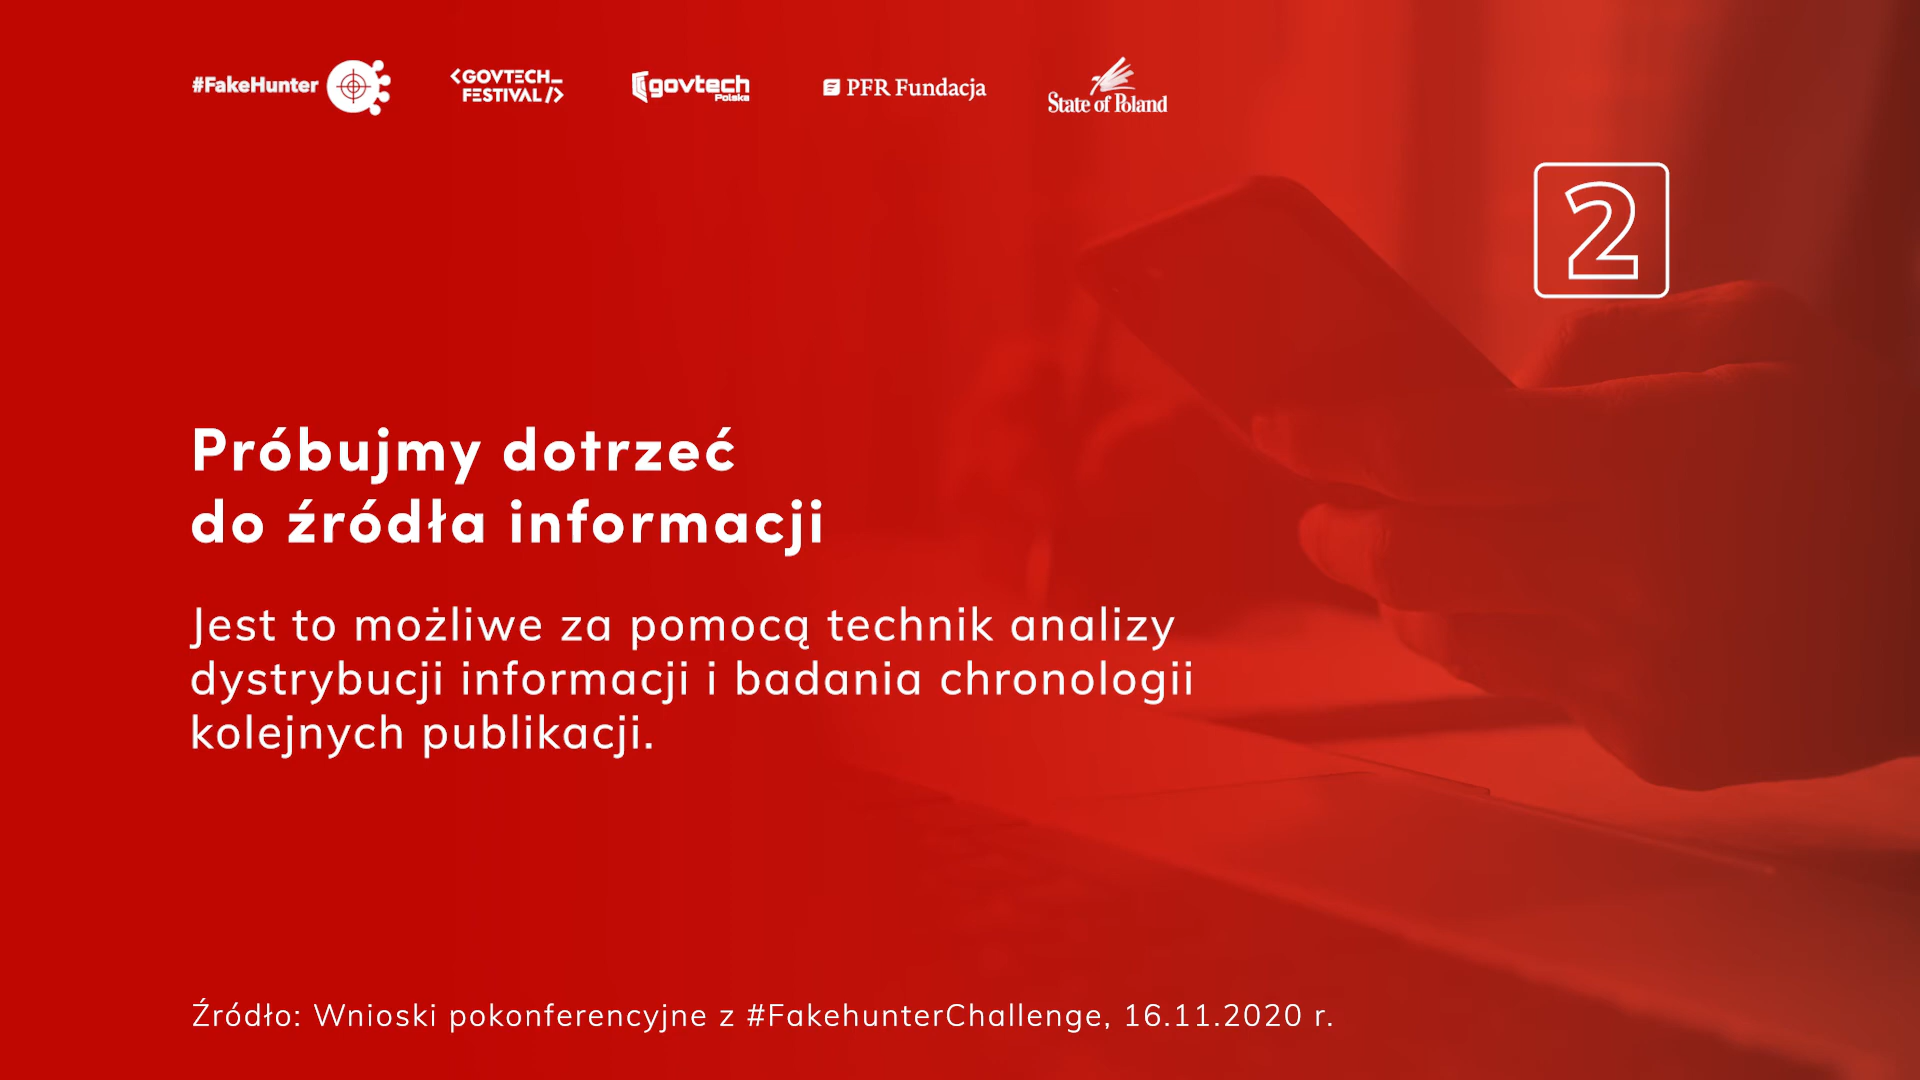 #FakeHunter
<GOVTECH_
FESTIVAL/>
govtech
Polska
PFR Fundacja
State of Poland
2
Próbujmy dotrzeć
do źródła informacji
Jest to możliwe za pomocą technik analizy
dystrybucji informacji i badania chronologii
kolejnych publikacji.
Źródło: Wnioski pokonferencyjne z #FakehunterChallenge, 16.11.2020 r.